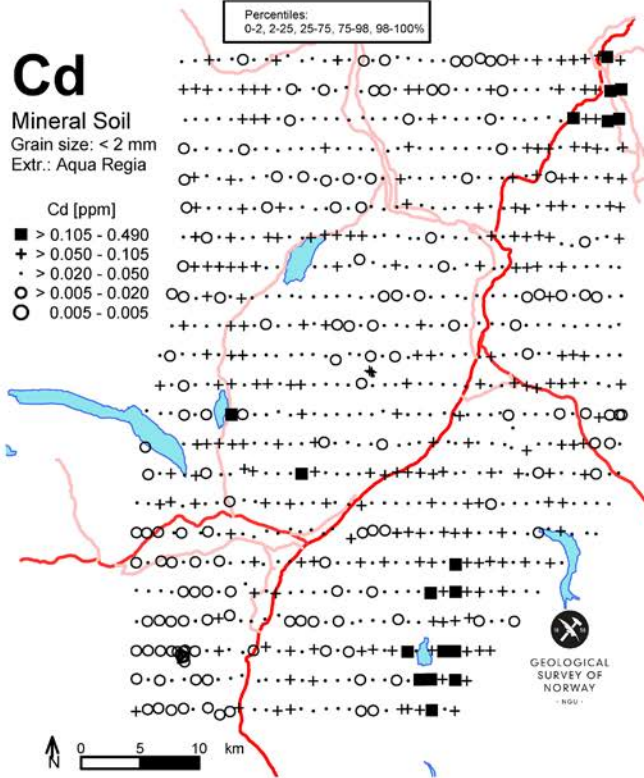 Percentiles:
0-2, 2-25, 25-75, 75-98, 98-100%
Cd
Mineral Soil
Grain size: < 2 mm
Extr.: Aqua Regia
Cd [ppm]
> 0.105 - 0.490
> 0.050 - 0.105
> 0.020 - 0.050
> 0.005 - 0.020
0.005 - 0.005
GEOLOGICAL
SURVEY OF
NORWAY
- NGU -
N
0 5 10 km